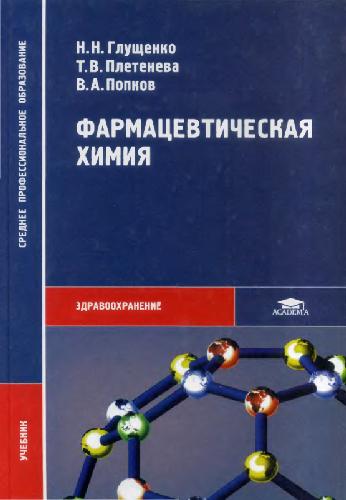 Н. Н. Глущенко
Т. В. Плетенева
В. А. Попков
ФАРМАЦЕВТИЧЕСКАЯ
ХИМИЯ
СРЕДНЕЕ ПРОФЕССИОНАЛЬНОЕ ОБРАЗОВАНИЕ
ЗДРАВООХРАНЕНИЕ
ACADEMA
УЧЕБНИК